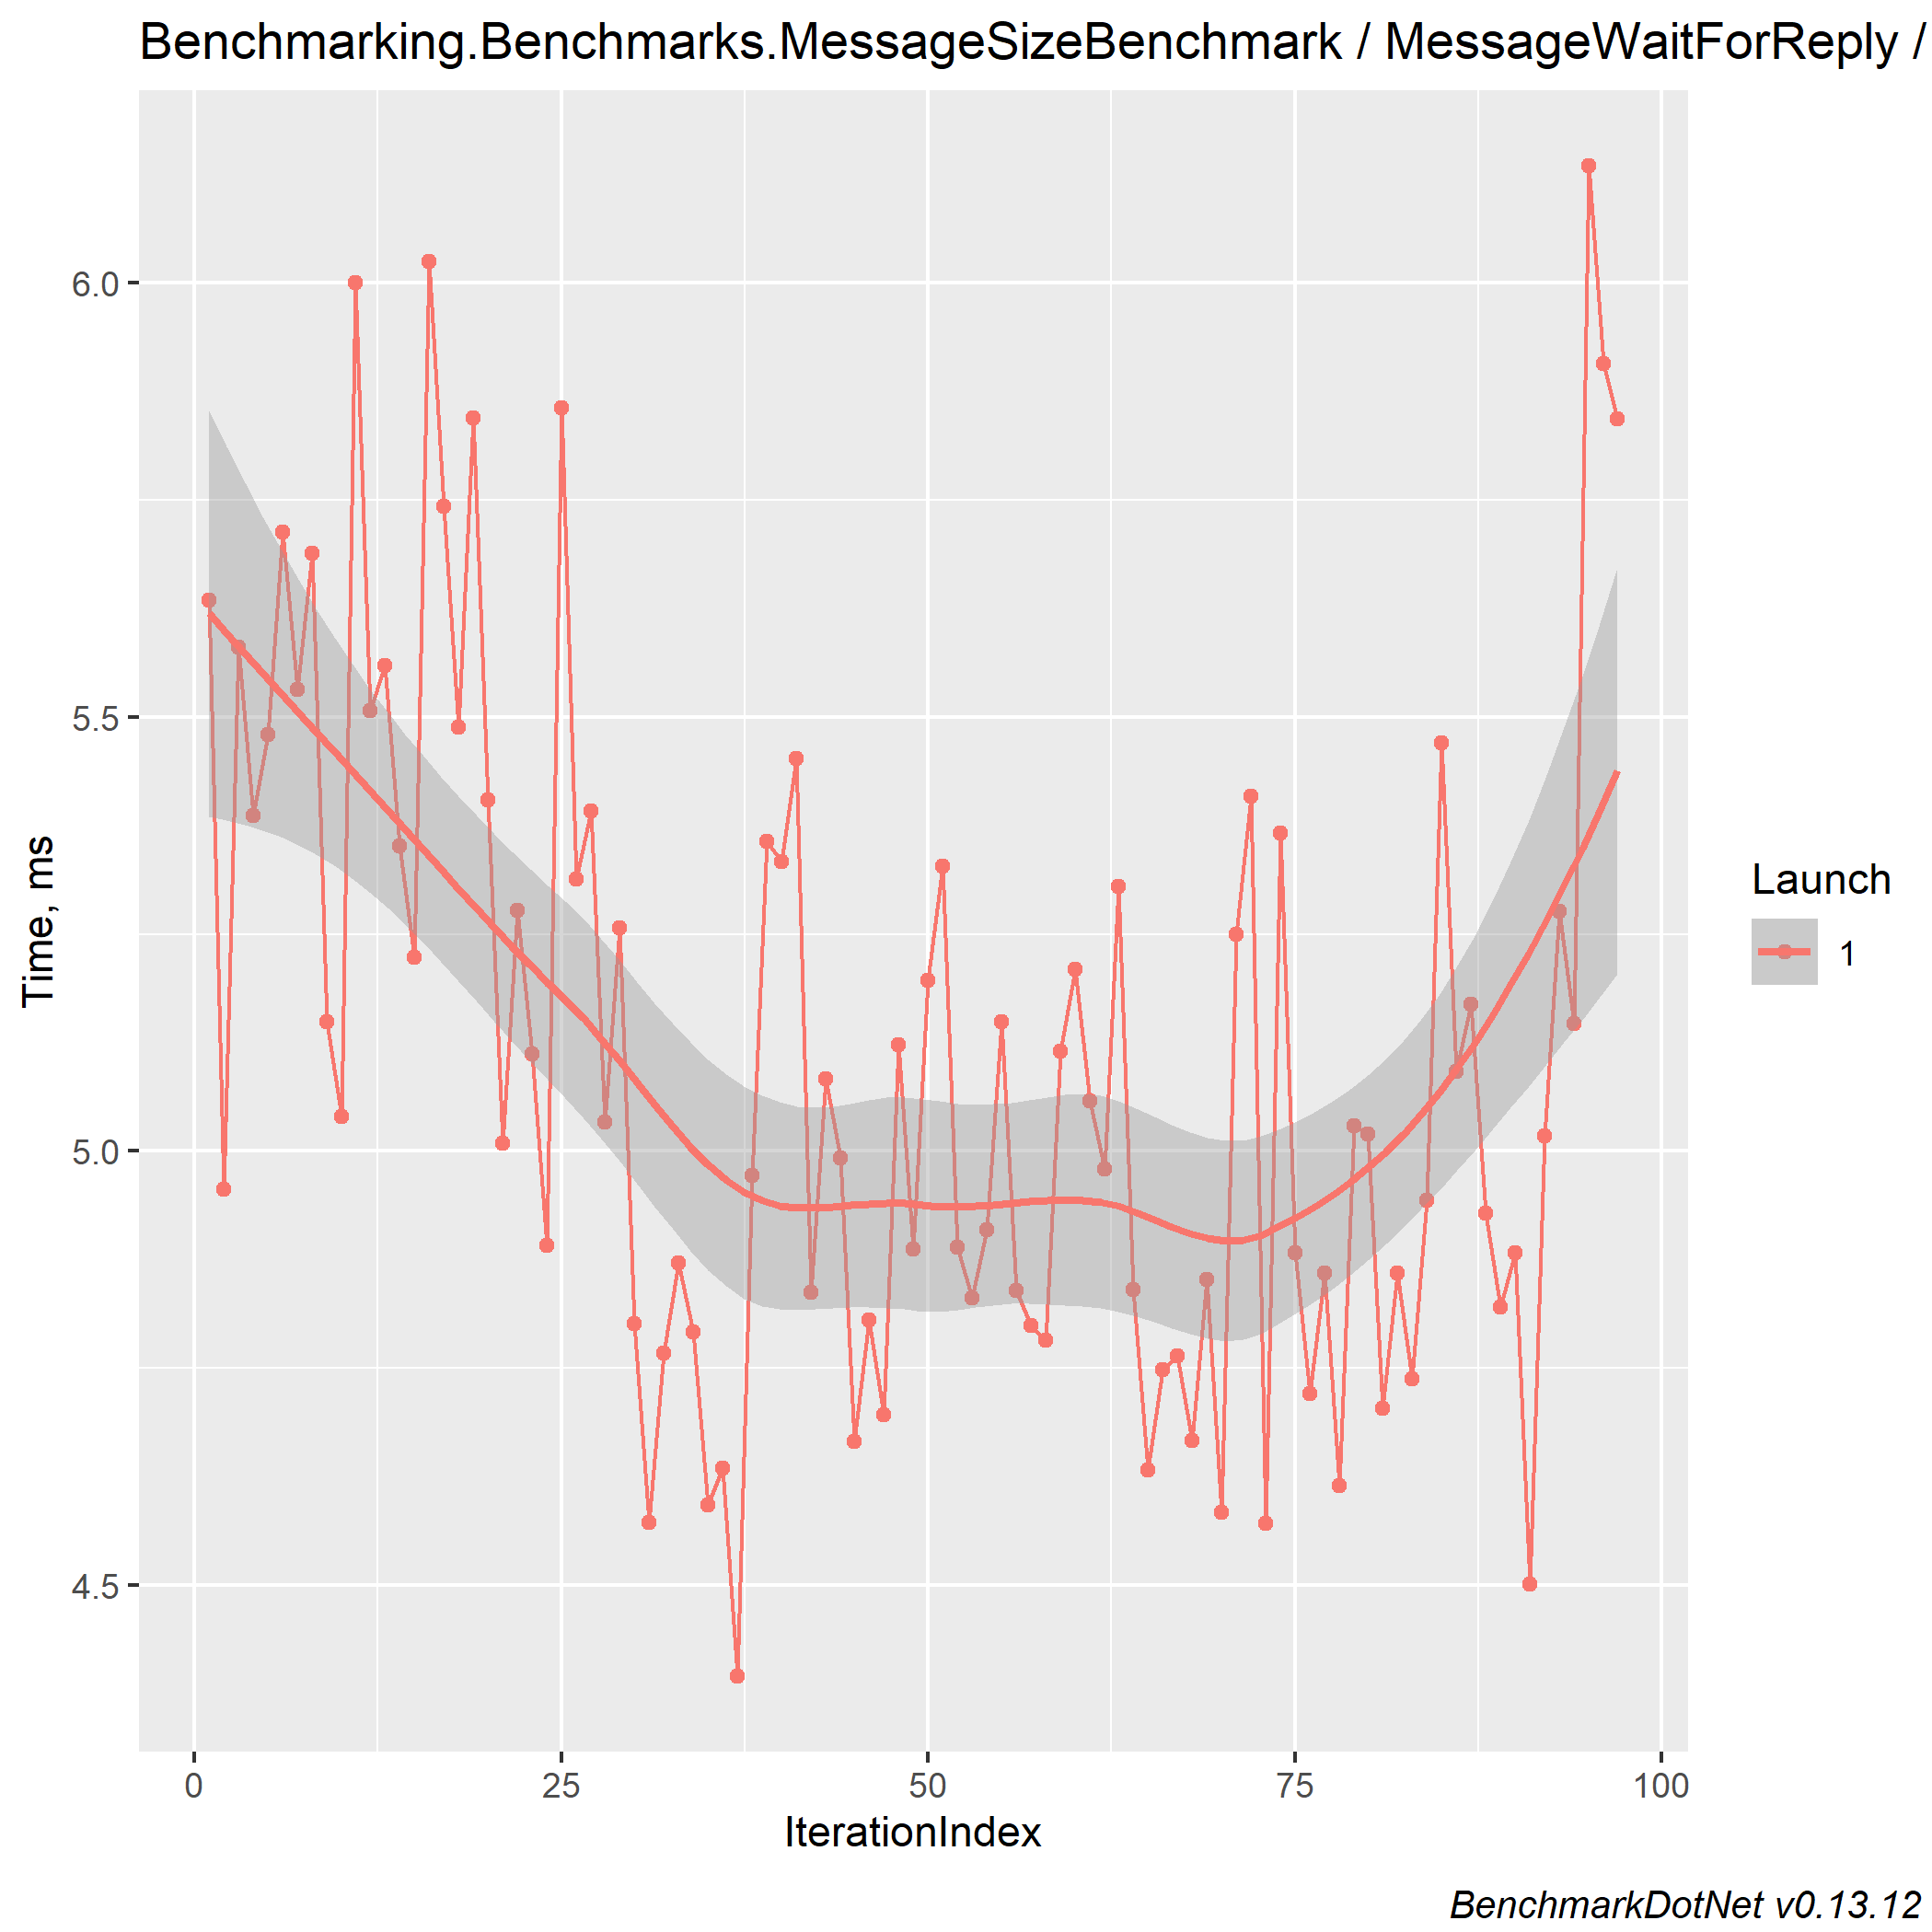 Benchmarking.Benchmarks.MessageSizeBenchmark / MessageWaitForReply /
Time, ms
6.0
5.5
5.0
4.5
0 25 50 75 100
IterationIndex
Launch
1
BenchmarkDotNet v0.13.12